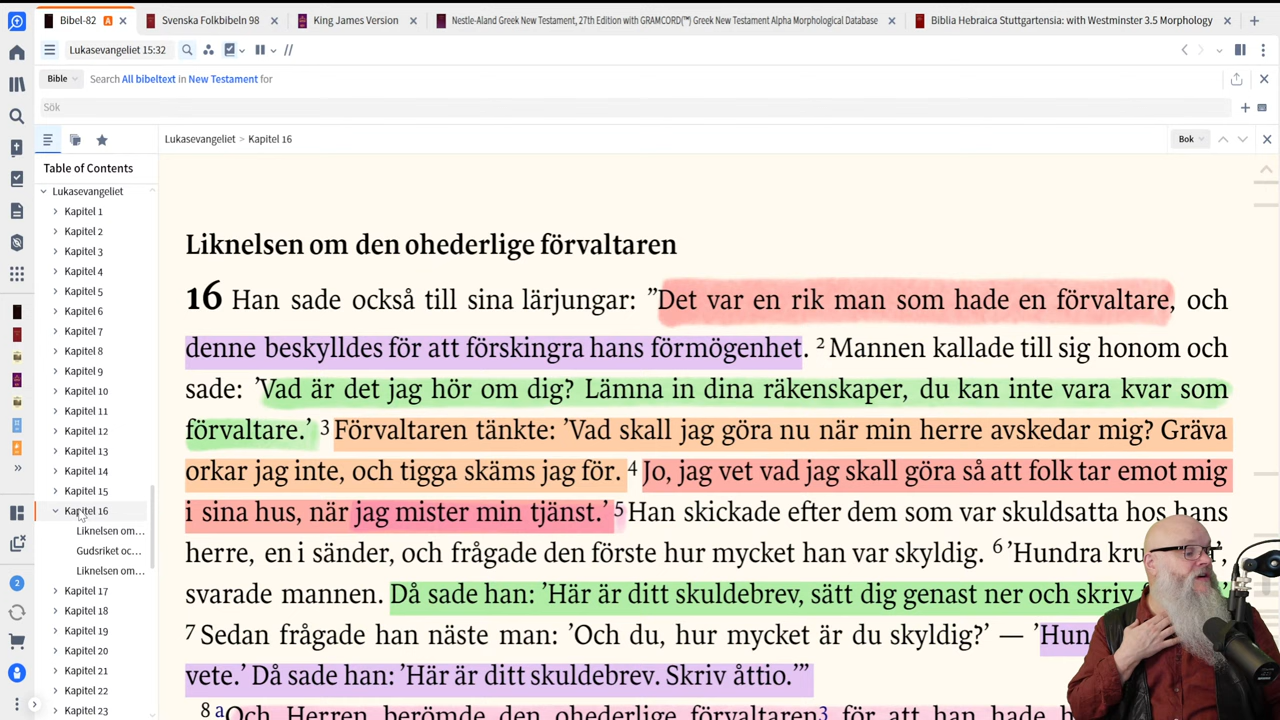 Bibel-82 A Svenska Folkbibeln 98 King James Version Nestle-Aland Greek New Testament, 27th Edition with GRAMCORD(™) Greek New Testament Alpha Morphological Database Biblia Hebraica Stuttgartensia: with Westminster 3.5 Morphology
Lukasevangeliet 15:32
Bible Search All bibeltext in New Testament for
Sök
Lukasevangeliet > Kapitel 16
Bok
Table of Contents
Lukasevangeliet
Kapitel 1
Kapitel 2
Kapitel 3
Kapitel 4
Kapitel 5
Kapitel 6
Kapitel 7
Kapitel 8
Kapitel 9
Kapitel 10
Kapitel 11
Kapitel 12
Kapitel 13
Kapitel 14
Kapitel 15
Kapitel 16
Liknelsen om...
Gudsriket oc...
Liknelsen om...
Kapitel 17
Kapitel 18
Kapitel 19
Kapitel 20
Kapitel 21
Kapitel 22
Kapitel 23
2
Liknelsen om den ohederlige förvaltaren
16 Han sade också till sina lärjungar: ”Det var en rik man som hade en förvaltare, och
denne beskylldes för att förskingra hans förmögenhet. 2 Mannen kallade till sig honom och
sade: ’Vad är det jag hör om dig? Lämna in dina räkenskaper, du kan inte vara kvar som
förvaltare.’ 3 Förvaltaren tänkte: ’Vad skall jag göra nu när min herre avskedar mig? Gräva
orkar jag inte, och tigga skäms jag för. 4 Jo, jag vet vad jag skall göra så att folk tar emot mig
i sina hus, när jag mister min tjänst.’ 5 Han skickade efter dem som var skuldsatta hos hans
herre, en i sänder, och frågade den förste hur mycket han var skyldig. 6 ’Hundra
svarade mannen. Då sade han: ’Här är ditt skuldebrev, sätt dig genast ner och skriv
7 Sedan frågade han näste man: ’Och du, hur mycket är du skyldig?’ — ’
vete.’ Då sade han: ’Här är ditt skuldebrev. Skriv åttio.’”
8 a Och Herren berömde den ohederlige förvaltaren3 för att han hade